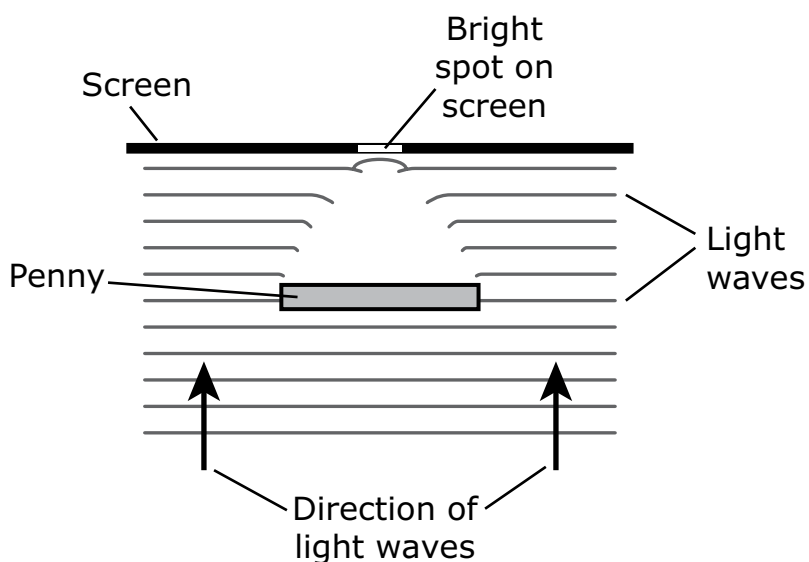 Bright
spot on
screen
Screen
Light
waves
Penny
Direction of
light waves